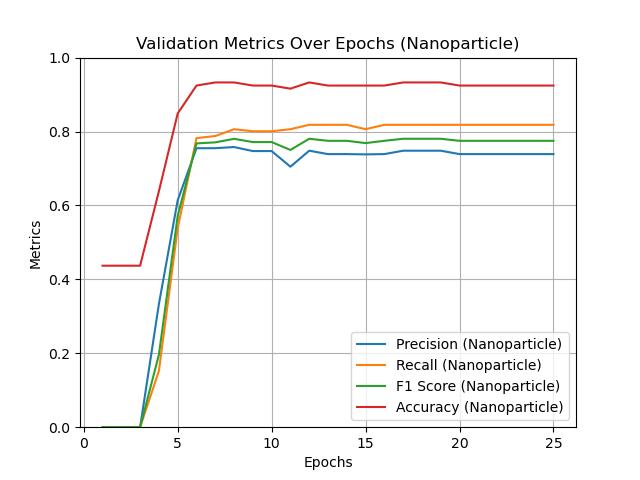 Validation Metrics Over Epochs (Nanoparticle)
1.0
0.8
0.6
0.4
0.2
0.0
Metrics
0 5 10 15 20 25
Epochs
Precision (Nanoparticle)
Recall (Nanoparticle)
F1 Score (Nanoparticle)
Accuracy (Nanoparticle)